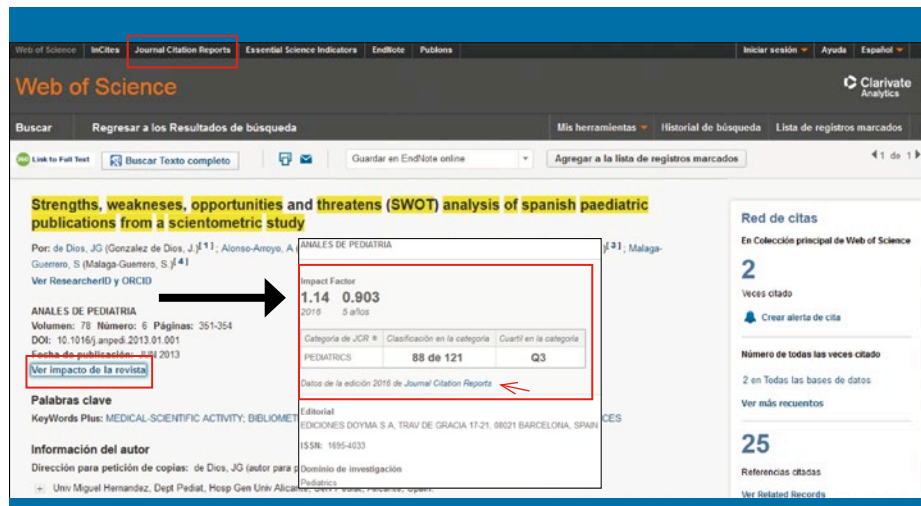 Web of Science InCites Journal Citation Reports Essential Science Indicators EndNote Publons Iniciar sesión Ayuda Español
Web of Science
Clarivate
Analytics
Buscar Regresar a los Resultados de búsqueda Mis herramientas Historial de búsqueda Lista de registros marcados
Link to Full Text Buscar Texto completo Guardar en EndNote online Agregar a la lista de registros marcados 1 de 1
Strengths, weakneses, opportunities and threatens (SWOT) analysis of spanish paediatric
publications from a scientometric study
Por: de Dios, JG (Gonzalez de Dios, J.)[1]; Alonso-Arroyo, A [3]; Malaga-
Guerrero, S (Malaga-Guerrero, S.)[4]
Ver ResearcherID y ORCID
ANALES DE PEDIATRIA
Volumen: 78 Número: 6 Páginas: 351-354
DOI: 10.1016/j.anpedi.2013.01.001
Fecha de publicación: JUN 2013
Ver impacto de la revista
Palabras clave
KeyWords Plus: MEDICAL-SCIENTIFIC ACTIVITY; BIBLIOMET CES
Información del autor
Dirección para petición de copias: de Dios, JG (autor para p
Univ Miguel Hernandez, Dept Pediat, Hosp Gen Univ Alicante, Spain.
ANALES DE PEDIATRIA
Impact Factor
1.14 0.903
2016 5 años
Categoría de JCR ® Clasificación en la categoría Cuartil en la categoría
PEDIATRICS 88 de 121 Q3
Datos de la edición 2016 de Journal Citation Reports
Editorial
EDICIONES DOYMA S A, TRAV DE GRACIA 17-21, 08021 BARCELONA, SPAIN
ISSN: 1695-4033
Dominio de investigación
Pediatrics
Red de citas
En Colección principal de Web of Science
2
Veces citado
Crear alerta de cita
Número de todas las veces citado
2 en Todas las bases de datos
Ver más recuentos
25
Referencias citadas
Ver Related Records